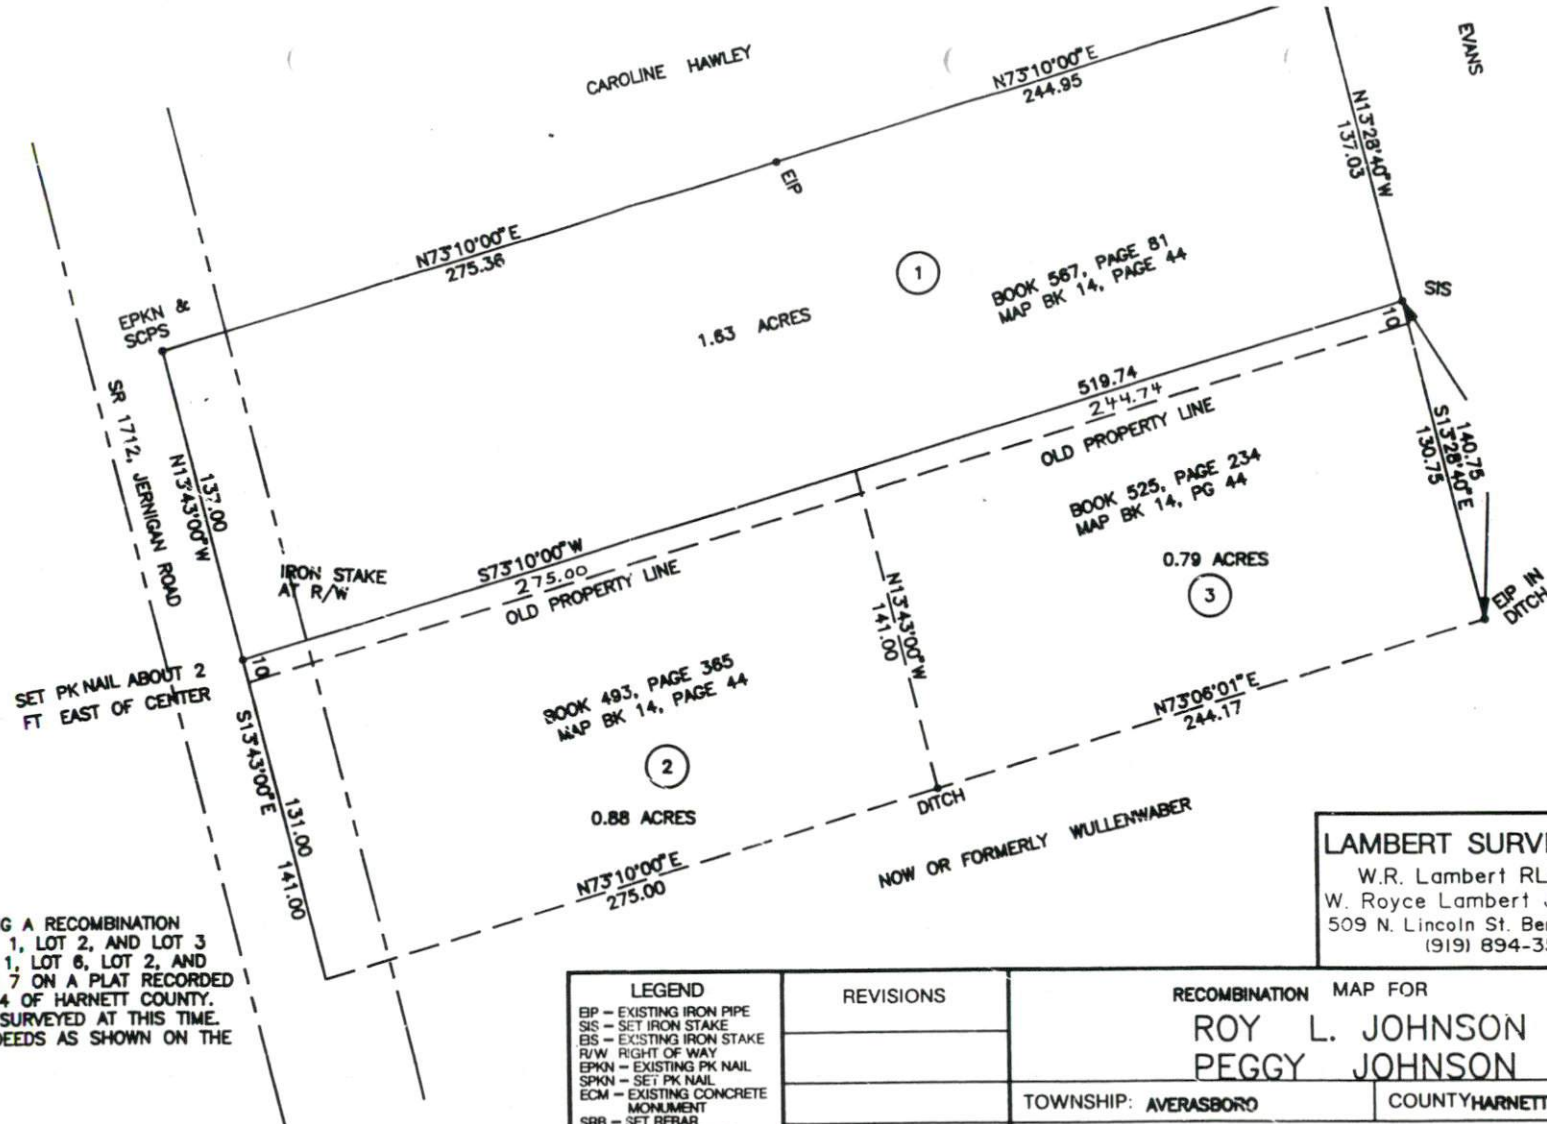 CAROLINE HAWLEY
EVANS
N73°10'00"E
244.95
N13°28'40"W
137.03
EIP
N73°10'00"E
275.36
1
BOOK 567, PAGE 81
MAP BK 14, PAGE 44
1.63 ACRES
EPKN &
SCPS
SIS
10
519.74
244.74
OLD PROPERTY LINE
SR 1712, JERNIGAN ROAD
137.00
N13°43'00"W
140.75
S13°28'40"E
130.75
BOOK 525, PAGE 234
MAP BK 14, PG 44
0.79 ACRES
3
IRON STAKE
AT R/W
S73°10'00"W
275.00
OLD PROPERTY LINE
N13°43'00"W
141.00
EIP IN
DITCH
SET PK NAIL ABOUT 2
FT EAST OF CENTER
10
BOOK 493, PAGE 365
MAP BK 14, PAGE 44
2
0.88 ACRES
N73°06'01"E
244.17
DITCH
S13°43'00"E
131.00
141.00
N73°10'00"E
275.00
NOW OR FORMERLY WULLENWABER
LAMBERT SURVE
W.R. Lambert RL
W. Royce Lambert J
509 N. Lincoln St. Be
(919) 894-3
G A RECOMBINATION
1, LOT 2, AND LOT 3
1, LOT 6, LOT 2, AND
7 ON A PLAT RECORDED
4 OF HARNETT COUNTY.
SURVEYED AT THIS TIME.
EEDS AS SHOWN ON THE
LEGEND
EIP – EXISTING IRON PIPE
SIS – SET IRON STAKE
EIS – EXISTING IRON STAKE
R/W RIGHT OF WAY
EPKN – EXISTING PK NAIL
SPKN – SET PK NAIL
ECM – EXISTING CONCRETE
MONUMENT
SRB – SET REBAR
REVISIONS
RECOMBINATION MAP FOR
ROY L. JOHNSON
PEGGY JOHNSON
TOWNSHIP: AVERASBORO
COUNTY HARNETT